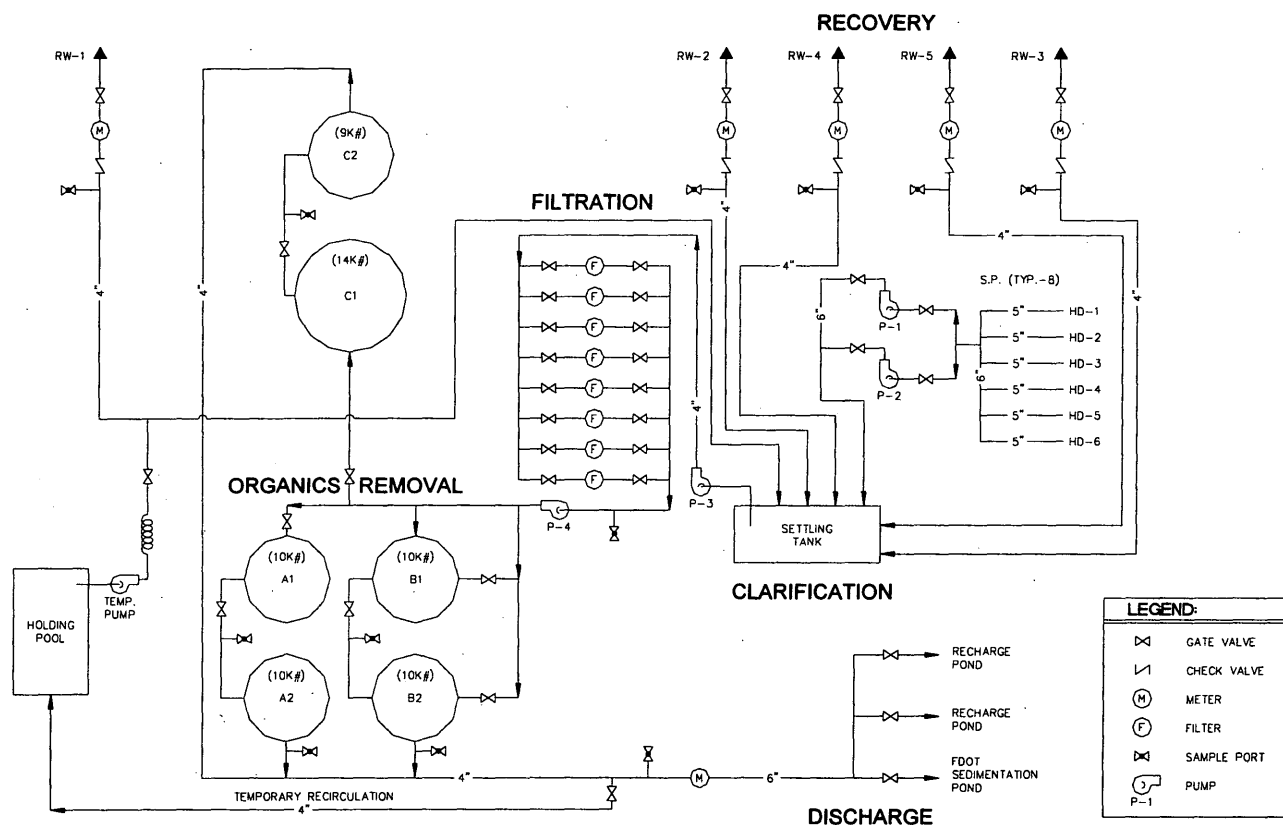 RECOVERY
RW-1
RW-2
RW-4
RW-5
RW-3
M
M
M
M
M
(9K#)
C2
FILTRATION
4"
4"
(14K#)
C1
4"
4"
4"
4"
F
F
F
F
F
F
F
F
4"
6"
P-1
P-2
S.P. (TYP.-8)
5" HD-1
5" HD-2
5" HD-3
5" HD-4
5" HD-5
5" HD-6
6"
ORGANICS REMOVAL
P-4
P-3
SETTLING
TANK
CLARIFICATION
(10K#)
A1
(10K#)
B1
TEMP.
PUMP
HOLDING
POOL
(10K#)
A2
(10K#)
B2
RECHARGE
POND
RECHARGE
POND
FDOT
SEDIMENTATION
POND
4"
M
6"
TEMPORARY RECIRCULATION
4"
DISCHARGE
LEGEND:
GATE VALVE
CHECK VALVE
M METER
F FILTER
SAMPLE PORT
PUMP
P-1